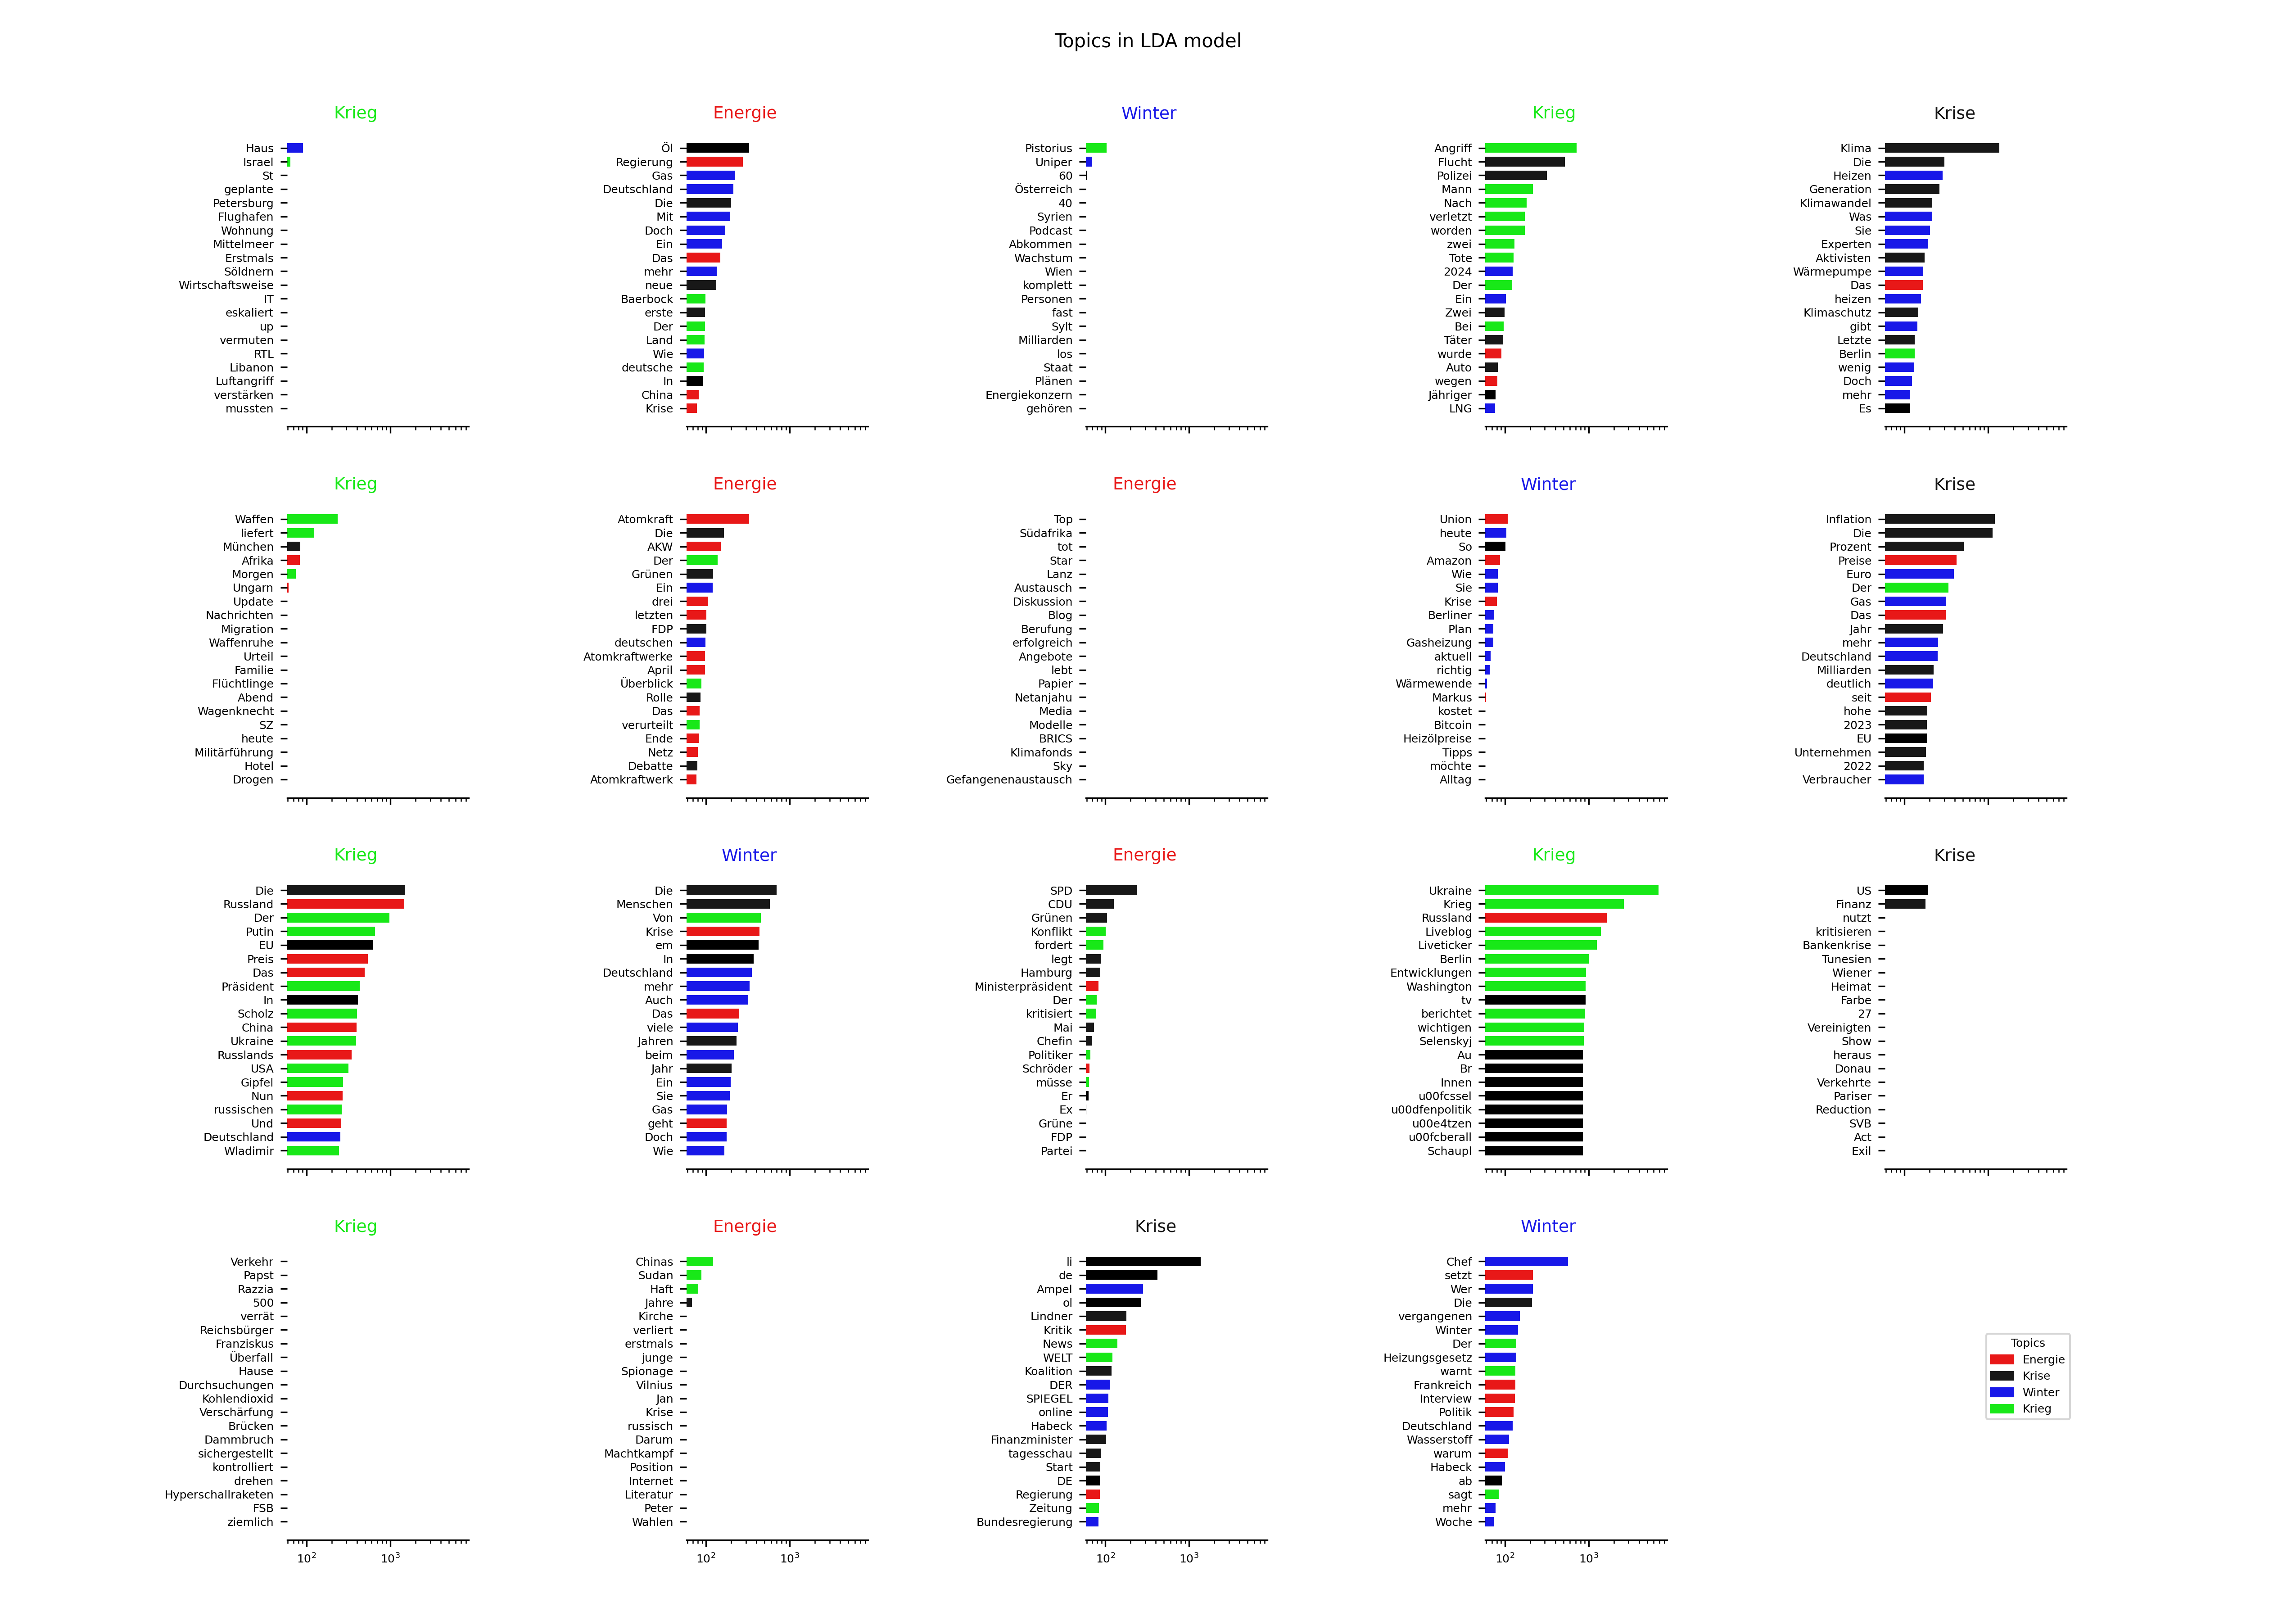 Topics in LDA model
Krieg
Haus
Israel
St
geplante
Petersburg
Flughafen
Wohnung
Mittelmeer
Erstmals
Söldnern
Wirtschaftsweise
IT
eskaliert
up
vermuten
RTL
Libanon
Luftangriff
verstärken
mussten
Energie
Öl
Regierung
Gas
Deutschland
Die
Mit
Doch
Ein
Das
mehr
neue
Baerbock
erste
Der
Land
Wie
deutsche
In
China
Krise
Winter
Pistorius
Uniper
60
Österreich
40
Syrien
Podcast
Abkommen
Wachstum
Wien
komplett
Personen
fast
Sylt
Milliarden
los
Staat
Plänen
Energiekonzern
gehören
Krieg
Angriff
Flucht
Polizei
Mann
Nach
verletzt
worden
zwei
Tote
2024
Der
Ein
Zwei
Bei
Täter
wurde
Auto
wegen
Jähriger
LNG
Krise
Klima
Die
Heizen
Generation
Klimawandel
Was
Sie
Experten
Aktivisten
Wärmepumpe
Das
heizen
Klimaschutz
gibt
Letzte
Berlin
wenig
Doch
mehr
Es
Krieg
Waffen
liefert
München
Afrika
Morgen
Ungarn
Update
Nachrichten
Migration
Waffenruhe
Urteil
Familie
Flüchtlinge
Abend
Wagenknecht
SZ
heute
Militärführung
Hotel
Drogen
Energie
Atomkraft
Die
AKW
Der
Grünen
Ein
drei
letzten
FDP
deutschen
Atomkraftwerke
April
Überblick
Rolle
Das
verurteilt
Ende
Netz
Debatte
Atomkraftwerk
Energie
Top
Südafrika
tot
Star
Lanz
Austausch
Diskussion
Blog
Berufung
erfolgreich
Angebote
lebt
Papier
Netanjahu
Media
Modelle
BRICS
Klimafonds
Sky
Gefangenenaustausch
Winter
Union
heute
So
Amazon
Wie
Sie
Krise
Berliner
Plan
Gasheizung
aktuell
richtig
Wärmewende
Markus
kostet
Bitcoin
Heizölpreise
Tipps
möchte
Alltag
Krise
Inflation
Die
Prozent
Preise
Euro
Der
Gas
Das
Jahr
mehr
Deutschland
Milliarden
deutlich
seit
hohe
2023
EU
Unternehmen
2022
Verbraucher
Krieg
Die
Russland
Der
Putin
EU
Preis
Das
Präsident
In
Scholz
China
Ukraine
Russlands
USA
Gipfel
Nun
russischen
Und
Deutschland
Wladimir
Winter
Die
Menschen
Von
Krise
em
In
Deutschland
mehr
Auch
Das
viele
Jahren
beim
Jahr
Ein
Sie
Gas
geht
Doch
Wie
Energie
SPD
CDU
Grünen
Konflikt
fordert
legt
Hamburg
Ministerpräsident
Der
kritisiert
Mai
Chefin
Politiker
Schröder
müsse
Er
Ex
Grüne
FDP
Partei
Krieg
Ukraine
Krieg
Russland
Liveblog
Liveticker
Berlin
Entwicklungen
Washington
tv
berichtet
wichtigen
Selenskyj
Au
Br
Innen
u00fcssel
u00dfenpolitik
u00e4tzen
u00fcberall
Schaupl
Krise
US
Finanz
nutzt
kritisieren
Bankenkrise
Tunesien
Wiener
Heimat
Farbe
27
Vereinigten
Show
heraus
Donau
Verkehrte
Pariser
Reduction
SVB
Act
Exil
Krieg
Verkehr
Papst
Razzia
500
verrät
Reichsbürger
Franziskus
Überfall
Hause
Durchsuchungen
Kohlendioxid
Verschärfung
Brücken
Dammbruch
sichergestellt
kontrolliert
drehen
Hyperschallraketen
FSB
ziemlich
10² 10³
Energie
Chinas
Sudan
Haft
Jahre
Kirche
verliert
erstmals
junge
Spionage
Vilnius
Jan
Krise
russisch
Darum
Machtkampf
Position
Internet
Literatur
Peter
Wahlen
10² 10³
Krise
li
de
Ampel
ol
Lindner
Kritik
News
WELT
Koalition
DER
SPIEGEL
online
Habeck
Finanzminister
tagesschau
Start
DE
Regierung
Zeitung
Bundesregierung
10² 10³
Winter
Chef
setzt
Wer
Die
vergangenen
Winter
Der
Heizungsgesetz
warnt
Frankreich
Interview
Politik
Deutschland
Wasserstoff
warum
Habeck
ab
sagt
mehr
Woche
10² 10³
Topics
Energie
Krise
Winter
Krieg